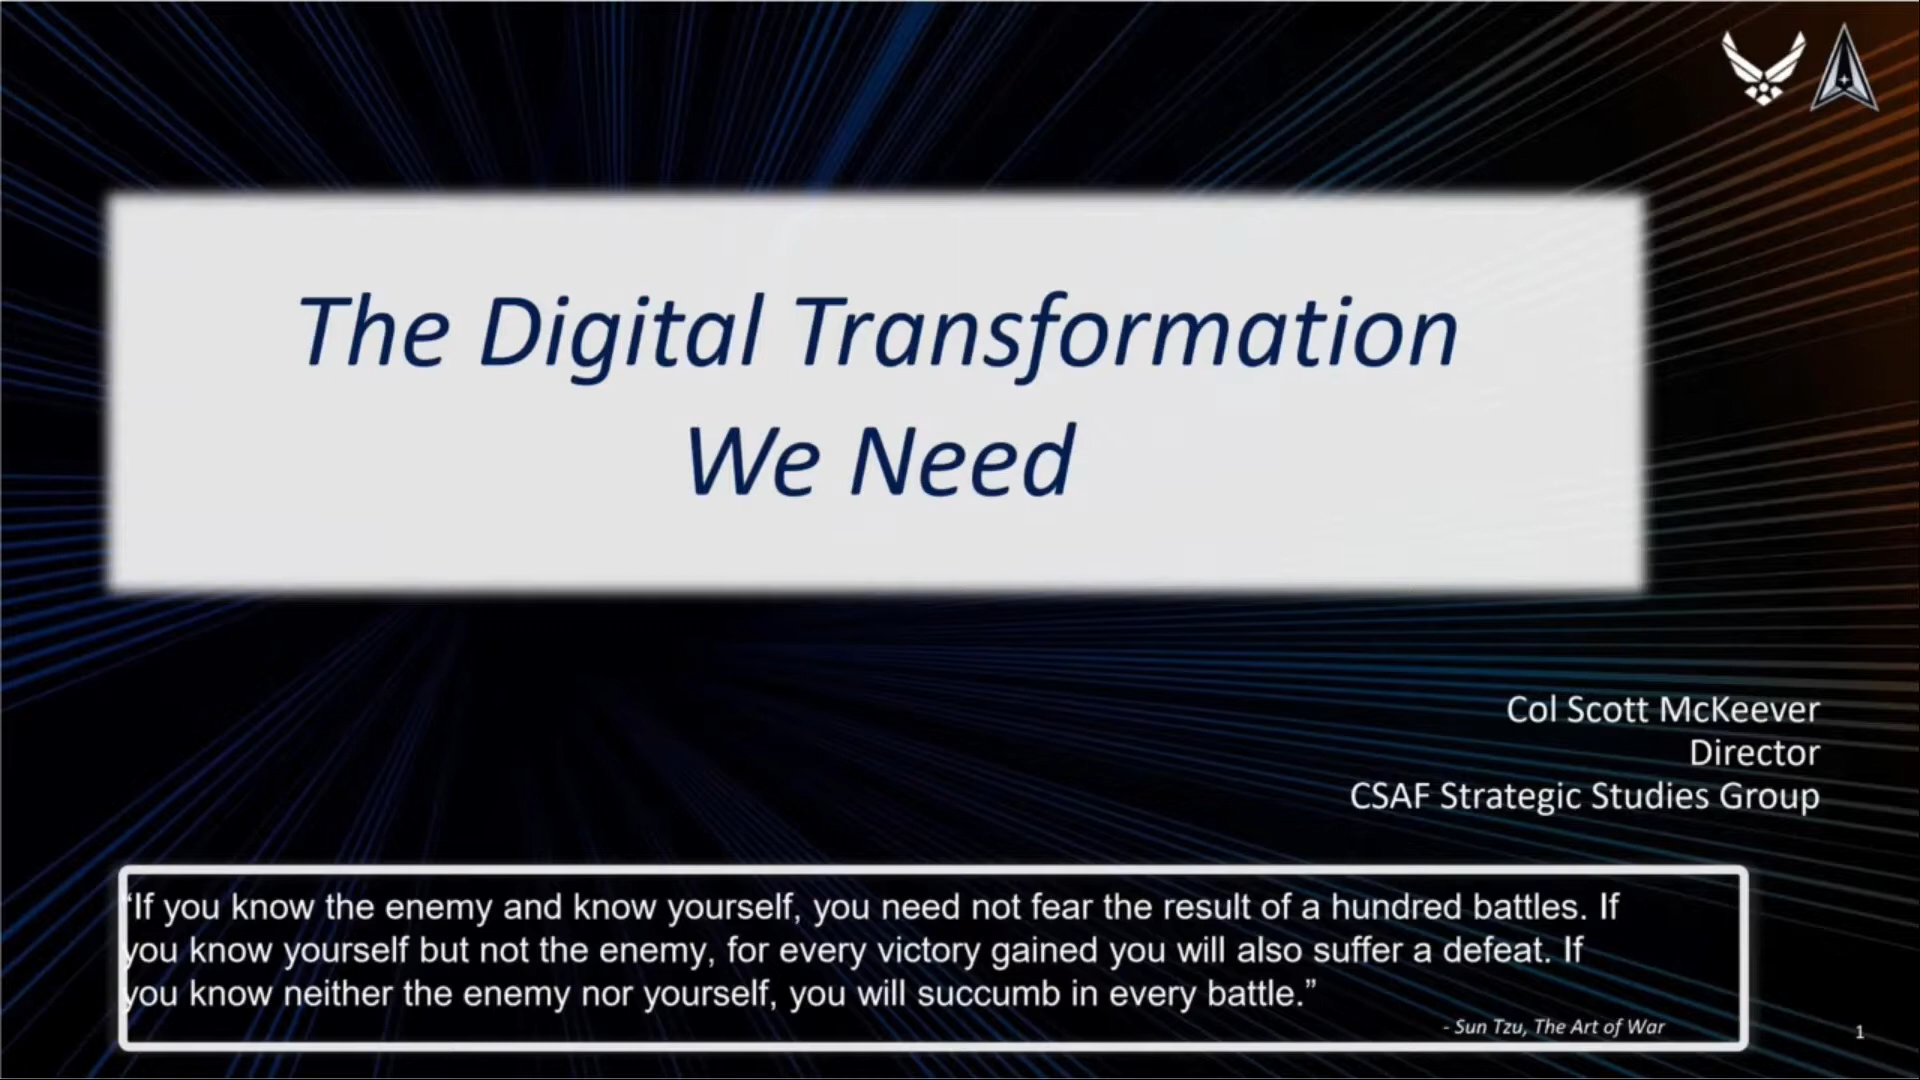 The Digital Transformation
We Need
Col Scott McKeever
Director
CSAF Strategic Studies Group
“If you know the enemy and know yourself, you need not fear the result of a hundred battles. If
you know yourself but not the enemy, for every victory gained you will also suffer a defeat. If
you know neither the enemy nor yourself, you will succumb in every battle.”
- Sun Tzu, The Art of War
1